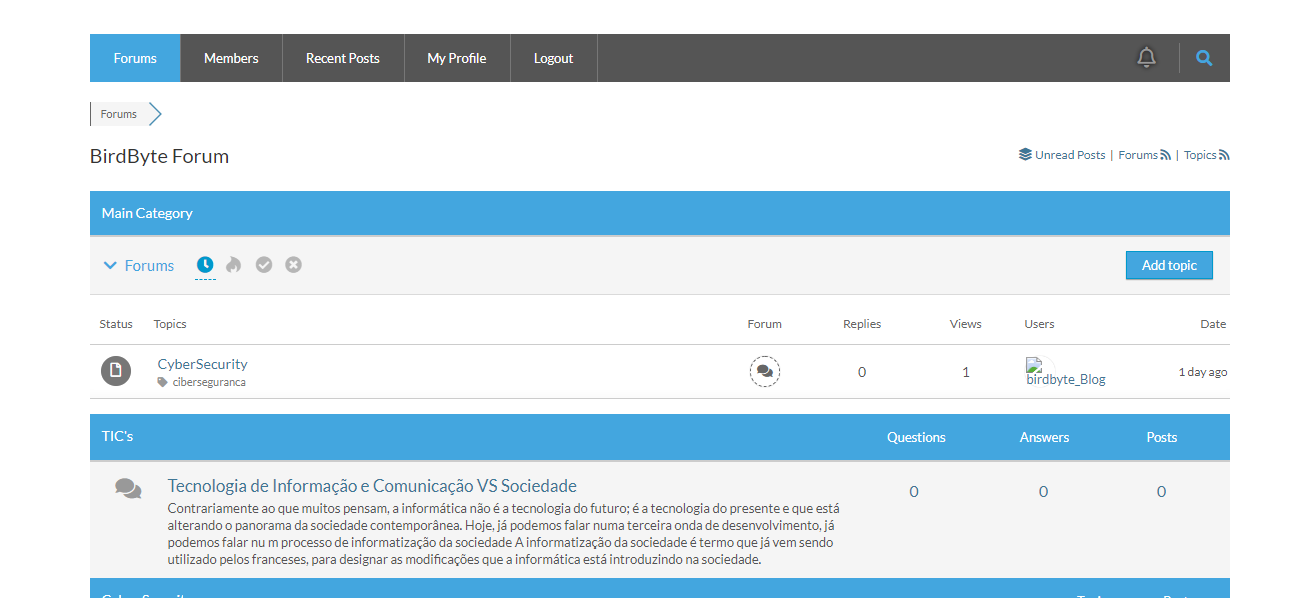 Forums Members Recent Posts My Profile Logout
Forums
BirdByte Forum
Unread Posts | Forums | Topics
Main Category
Forums Add topic
Status Topics Forum Replies Views Users Date
CyberSecurity
ciberseguranca
0 1 birdbyte_Blog 1 day ago
TIC's Questions Answers Posts
Tecnologia de Informação e Comunicação VS Sociedade
0 0 0
Contrariamente ao que muitos pensam, a informática não é a tecnologia do futuro; é a tecnologia do presente e que está
alterando o panorama da sociedade contemporânea. Hoje, já podemos falar numa terceira onda de desenvolvimento, já
podemos falar nu m processo de informatização da sociedade A informatização da sociedade é termo que já vem sendo
utilizado pelos franceses, para designar as modificações que a informática está introduzindo na sociedade.